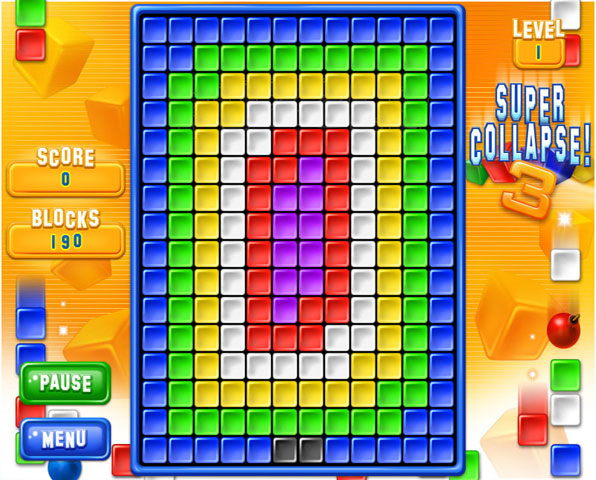 LEVEL
1
SUPER
COLLAPSE!
3
SCORE
0
BLOCKS
190
PAUSE
MENU